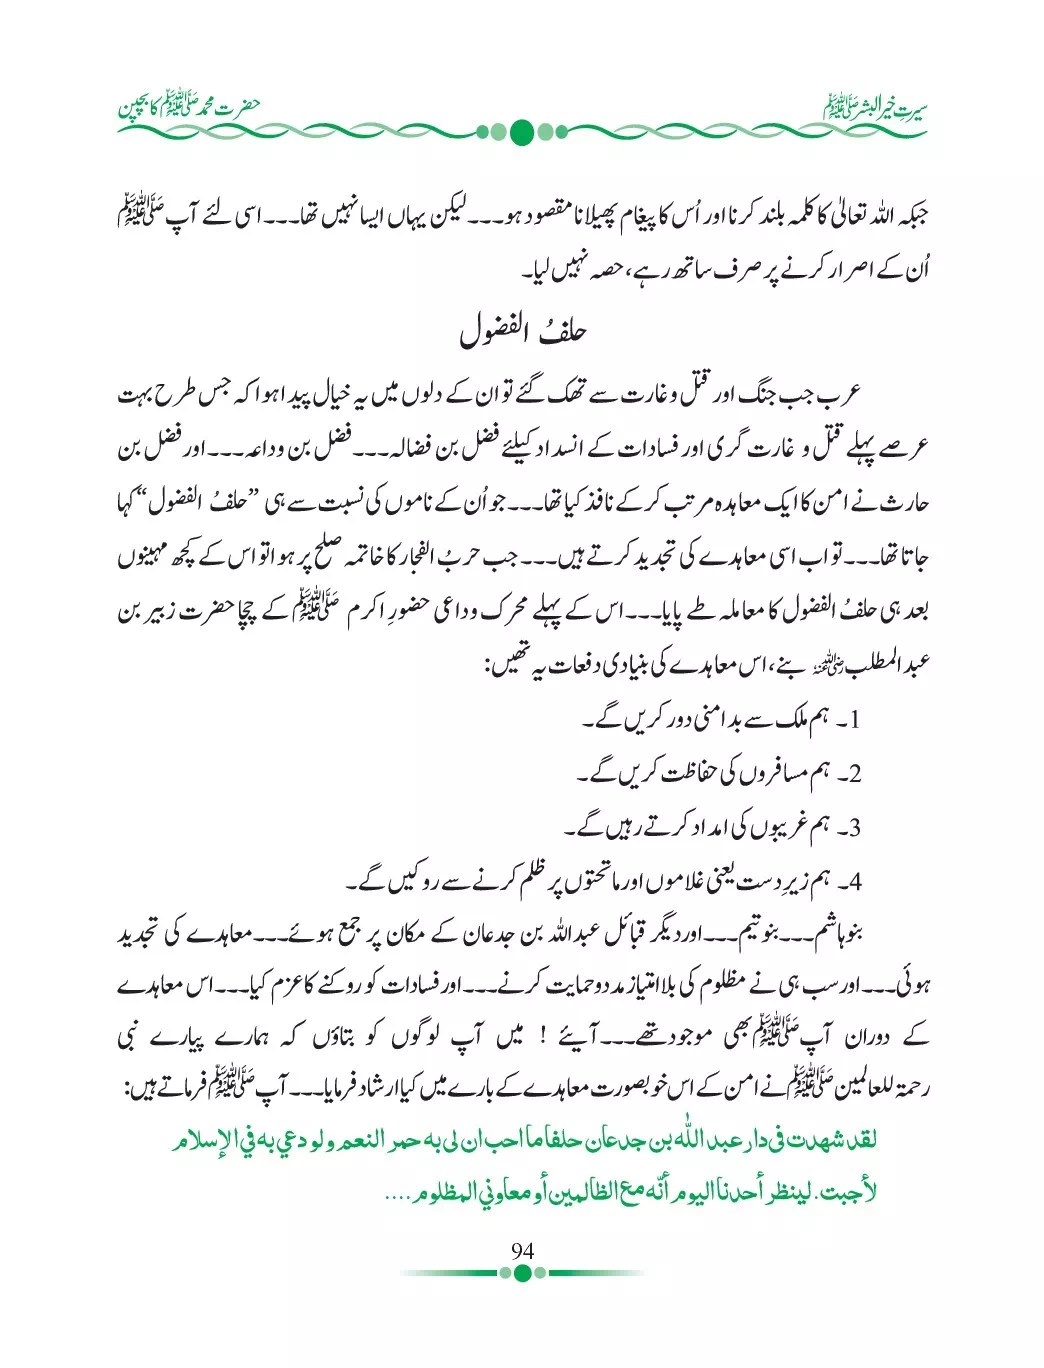 سیرتِ خیر البشر ﷺ
حضرت محمد ﷺ کا بچپن
جبکہ اللہ تعالیٰ کا کلمہ بلند کرنا اور اُس کا پیغام پھیلانا مقصود ہو۔۔۔لیکن یہاں ایسا نہیں تھا۔۔۔اسی لئے آپ ﷺ
اُن کے اصرار کرنے پر صرف ساتھ رہے، حصہ نہیں لیا۔
حلفُ الفضول
عرب جب جنگ اور قتل و غارت سے تھک گئے تو ان کے دلوں میں یہ خیال پیدا ہوا کہ جس طرح بہت
عرصے پہلے قتل و غارت گری اور فسادات کے انسداد کیلئے فضل بن فضالہ۔۔۔فضل بن وداعہ۔۔۔اور فضل بن
حارث نے امن کا ایک معاہدہ مرتب کر کے نافذ کیا تھا۔۔۔جو اُن کے ناموں کی نسبت سے ہی ”حلفُ الفضول“ کہا
جاتا تھا۔۔۔تو اب اسی معاہدے کی تجدید کرتے ہیں۔۔۔جب حربُ الفجار کا خاتمہ صلح پر ہوا تو اس کے کچھ مہینوں
بعد ہی حلفُ الفضول کا معاملہ طے پایا۔۔۔اس کے پہلے محرک و داعی حضورِ اکرم ﷺ کے چچا حضرت زبیر بن
عبد المطلب رضی اللہ عنہ بنے، اس معاہدے کی بنیادی دفعات یہ تھیں:
1۔ ہم ملک سے بدامنی دور کریں گے۔
2۔ ہم مسافروں کی حفاظت کریں گے۔
3۔ ہم غریبوں کی امداد کرتے رہیں گے۔
4۔ ہم زیرِ دست یعنی غلاموں اور ماتحتوں پر ظلم کرنے سے روکیں گے۔
بنو ہاشم۔۔۔بنو تیم۔۔۔اور دیگر قبائل عبداللہ بن جدعان کے مکان پر جمع ہوئے۔۔۔معاہدے کی تجدید
ہوئی۔۔۔اور سب ہی نے مظلوم کی بلاامتیاز مدد و حمایت کرنے۔۔۔اور فسادات کو روکنے کا عزم کیا۔۔۔اس معاہدے
کے دوران آپ ﷺ بھی موجود تھے۔۔۔آیئے ! میں آپ لوگوں کو بتاؤں کہ ہمارے پیارے نبی
رحمۃ للعالمین ﷺ نے امن کے اس خوبصورت معاہدے کے بارے میں کیا ارشاد فرمایا۔۔۔آپ ﷺ فرماتے ہیں:
لقد شهدت فى دار عبد اللّٰه بن جدعان حلفا ما احب ان لى به حمر النعم ولو دعي به في الإسلام
لأجبت. لينظر أحدنا اليوم أنّه مع الظالمين أو معاوني المظلوم....
94